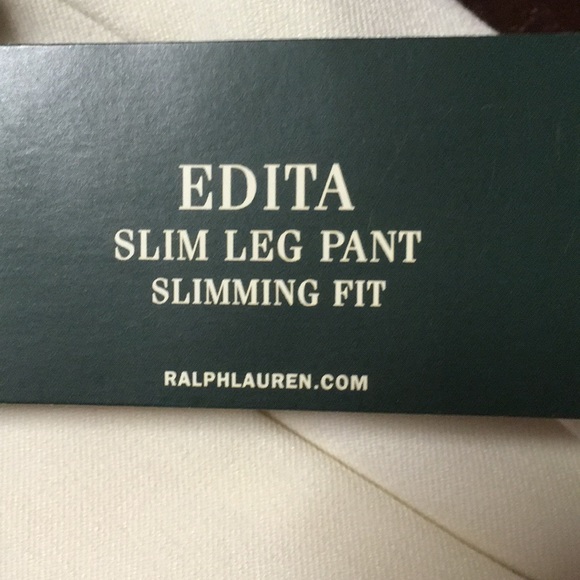 EDITA
SLIM LEG PANT
SLIMMING FIT
RALPHLAUREN.COM